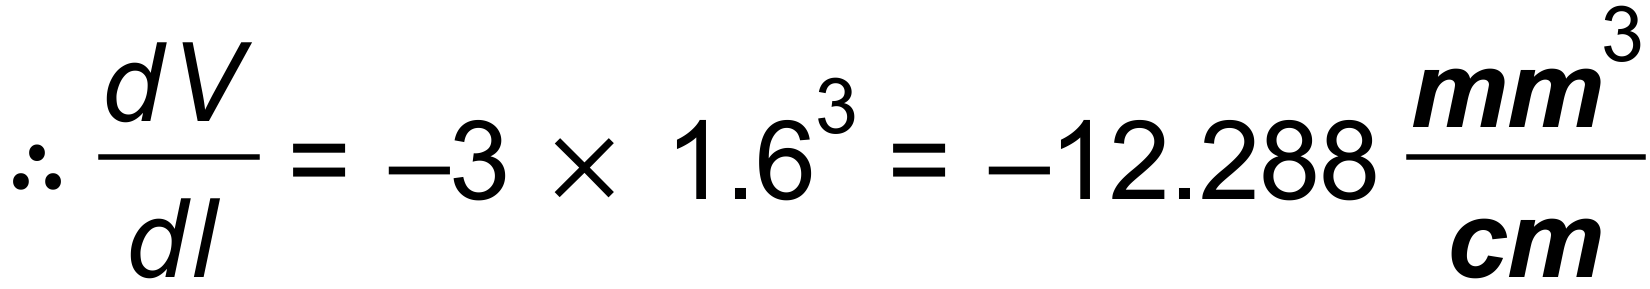 ∴ dV/dl = –3 × 1.6³ = –12.288 mm³/cm